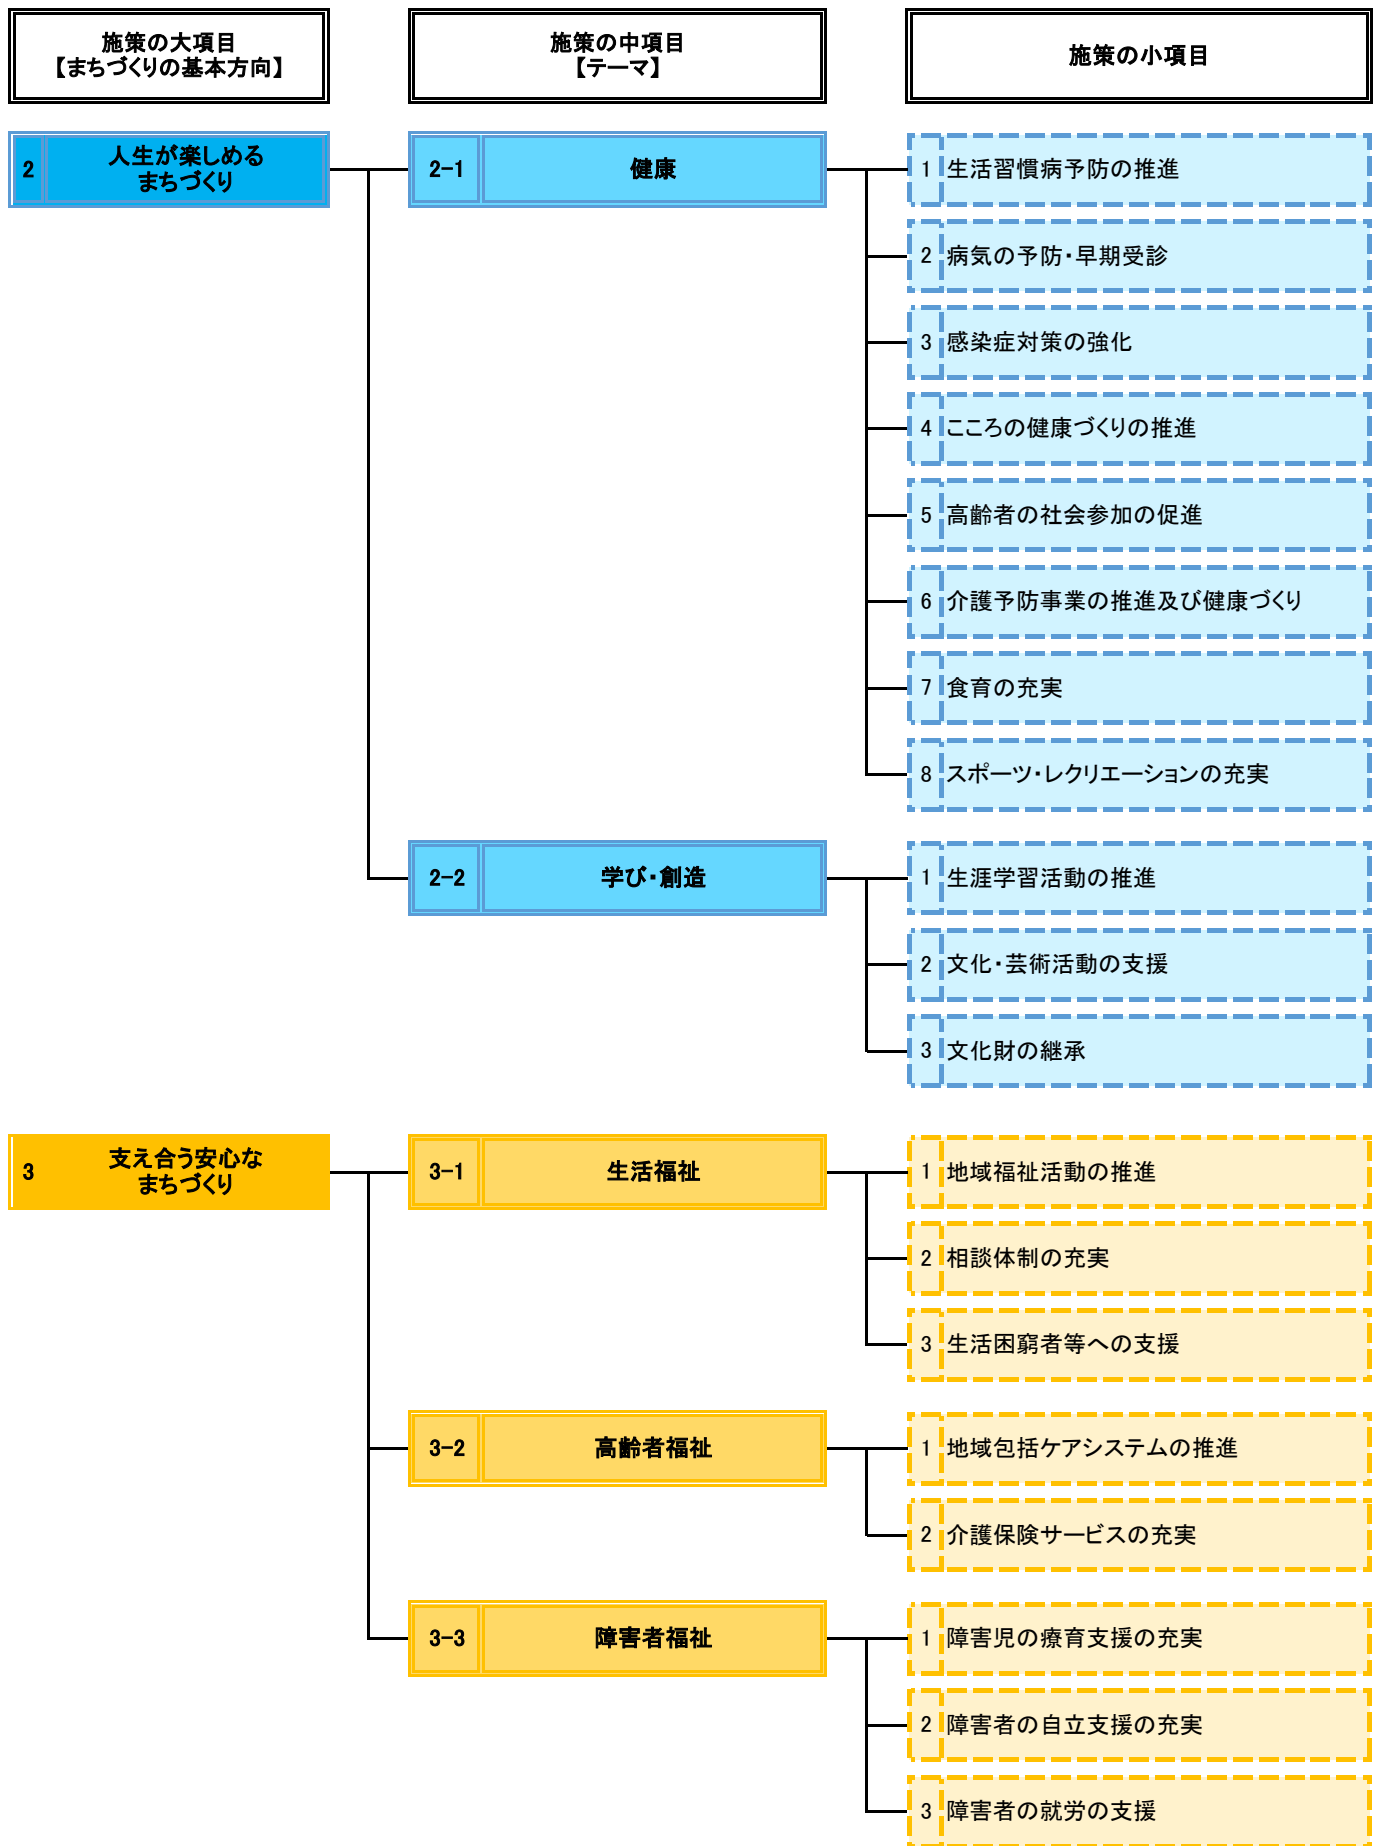 施策の大項目
【まちづくりの基本方向】
施策の中項目
【テーマ】
施策の小項目
2
人生が楽しめる
まちづくり
2-1
健康
1 生活習慣病予防の推進
2 病気の予防・早期受診
3 感染症対策の強化
4 こころの健康づくりの推進
5 高齢者の社会参加の促進
6 介護予防事業の推進及び健康づくり
7 食育の充実
8 スポーツ・レクリエーションの充実
2-2
学び・創造
1 生涯学習活動の推進
2 文化・芸術活動の支援
3 文化財の継承
3
支え合う安心な
まちづくり
3-1
生活福祉
1 地域福祉活動の推進
2 相談体制の充実
3 生活困窮者等への支援
3-2
高齢者福祉
1 地域包括ケアシステムの推進
2 介護保険サービスの充実
3-3
障害者福祉
1 障害児の療育支援の充実
2 障害者の自立支援の充実
3 障害者の就労の支援